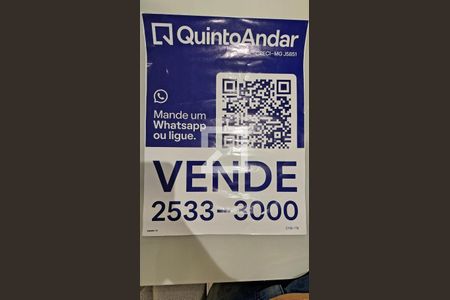 QuintoAndar
CRECI-MG J5851
Mande um
Whatsapp
ou ligue.
VENDE
2533-3000